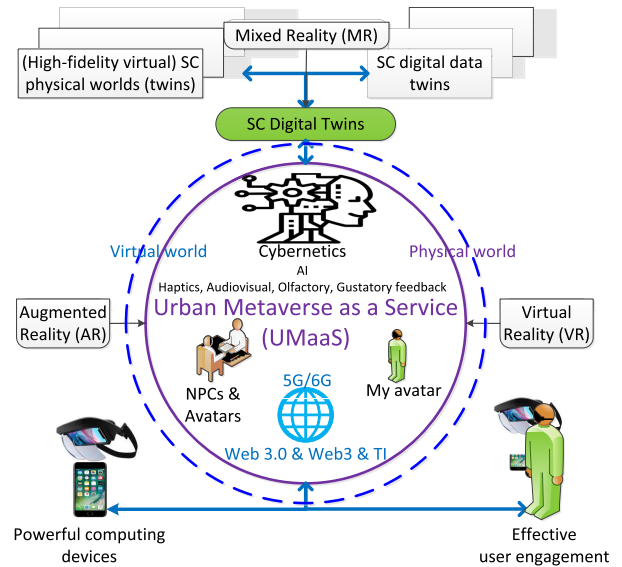 Mixed Reality (MR)
(High-fidelity virtual) SC
physical worlds (twins)
SC digital data
twins
SC Digital Twins
Cybernetics
Virtual world
Physical world
AI
Haptics, Audiovisual, Olfactory, Gustatory feedback
Urban Metaverse as a Service
(UMaaS)
Augmented
Reality (AR)
Virtual
Reality (VR)
NPCs &
Avatars
5G/6G
My avatar
Web 3.0 & Web3 & TI
Powerful computing
devices
Effective
user engagement